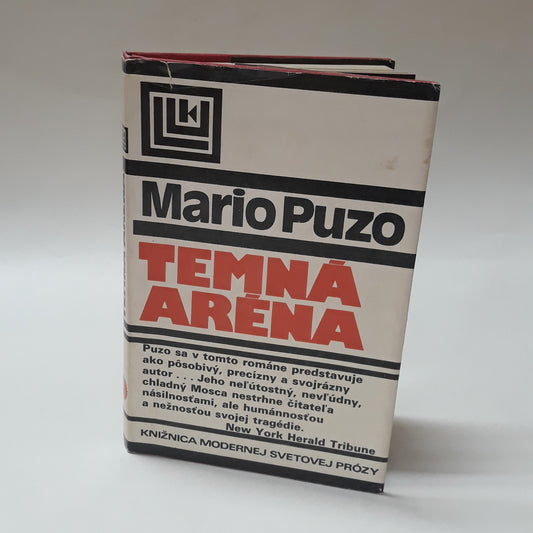 Mario Puzo
TEMNÁ
ARÉNA
Puzo sa v tomto románe predstavuje
ako pôsobivý, precízny a svojrázny
autor . . . Jeho neľútostný, nevľúdny,
chladný Mosca nestrhne čitateľa
násilnosťami, ale humánnosťou
a nežnosťou svojej tragédie.
New York Herald Tribune
KNIŽNICA MODERNEJ SVETOVEJ PRÓZY